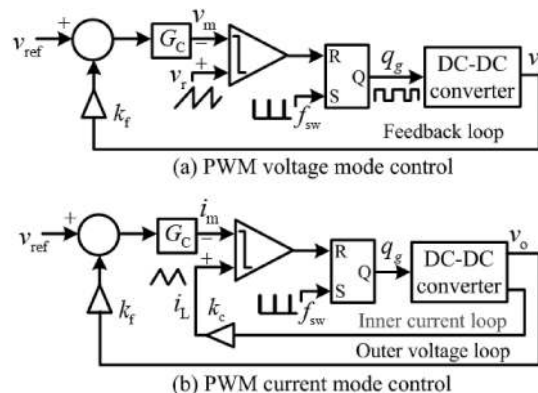 v_ref
+
G_C
v_m
−
v_r
+
k_f
R
S
Q
f_sw
q_g
DC-DC
converter
v
Feedback loop
(a) PWM voltage mode control
v_ref
+
G_C
i_m
−
+
i_L
k_c
k_f
R
S
Q
f_sw
q_g
DC-DC
converter
v_o
Inner current loop
Outer voltage loop
(b) PWM current mode control